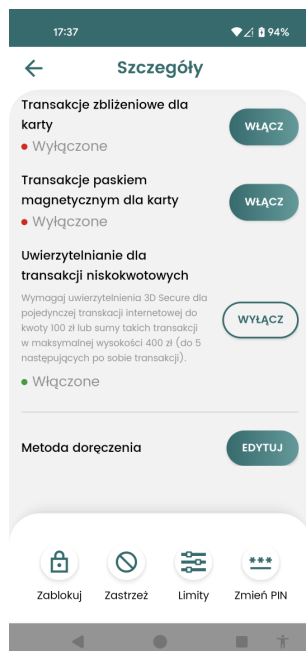 17:37
94%
Szczegóły
Transakcje zbliżeniowe dla
karty
Wyłączone
WŁĄCZ
Transakcje paskiem
magnetycznym dla karty
Wyłączone
WŁĄCZ
Uwierzytelnianie dla
transakcji niskokwotowych
Wymagaj uwierzytelnienia 3D Secure dla
pojedynczej transkacji internetowej do
kwoty 100 zł lub sumy takich transakcji
w maksymalnej wysokości 400 zł (do 5
następujących po sobie transakcji).
Włączone
WYŁĄCZ
Metoda doręczenia
EDYTUJ
Zablokuj
Zastrzeż
Limity
Zmień PIN